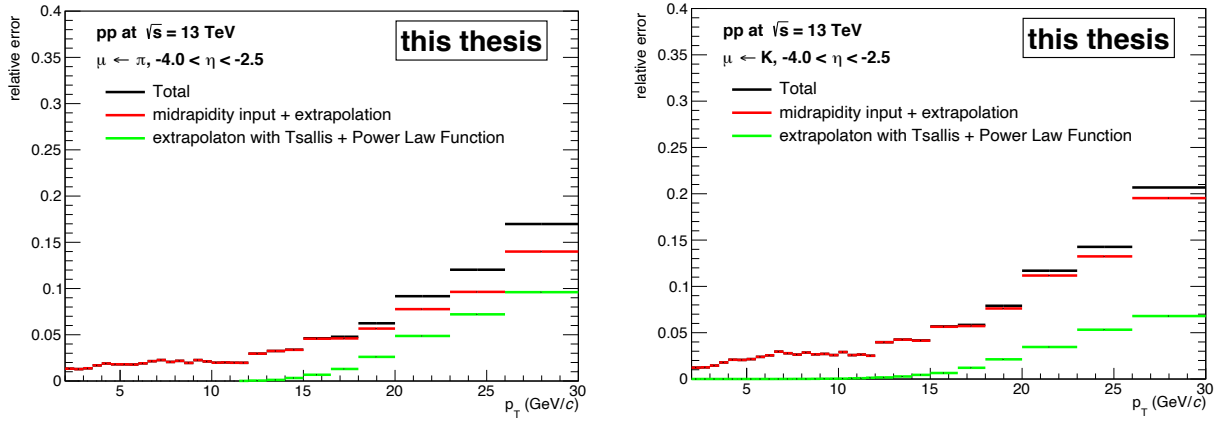 relative error
0.4
0.35
0.3
0.25
0.2
0.15
0.1
0.05
0
pp at √s = 13 TeV
this thesis
μ ← π, -4.0 < η < -2.5
Total
midrapidity input + extrapolation
extrapolaton with Tsallis + Power Law Function
5 10 15 20 25 30
p_T (GeV/c)
relative error
0.4
0.35
0.3
0.25
0.2
0.15
0.1
0.05
0
pp at √s = 13 TeV
this thesis
μ ← K, -4.0 < η < -2.5
Total
midrapidity input + extrapolation
extrapolaton with Tsallis + Power Law Function
5 10 15 20 25 30
p_T (GeV/c)